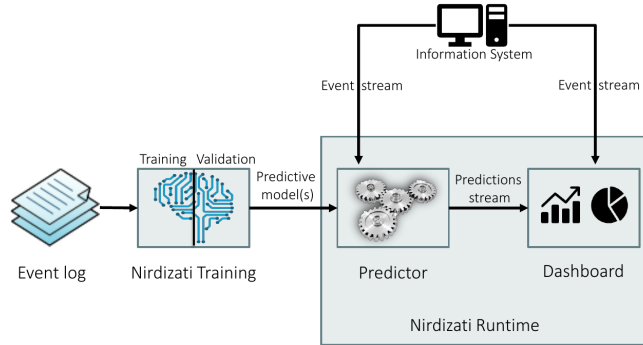 Information System
Event stream
Event stream
Training
Validation
Predictive
model(s)
Predictions
stream
Event log
Nirdizati Training
Predictor
Dashboard
Nirdizati Runtime